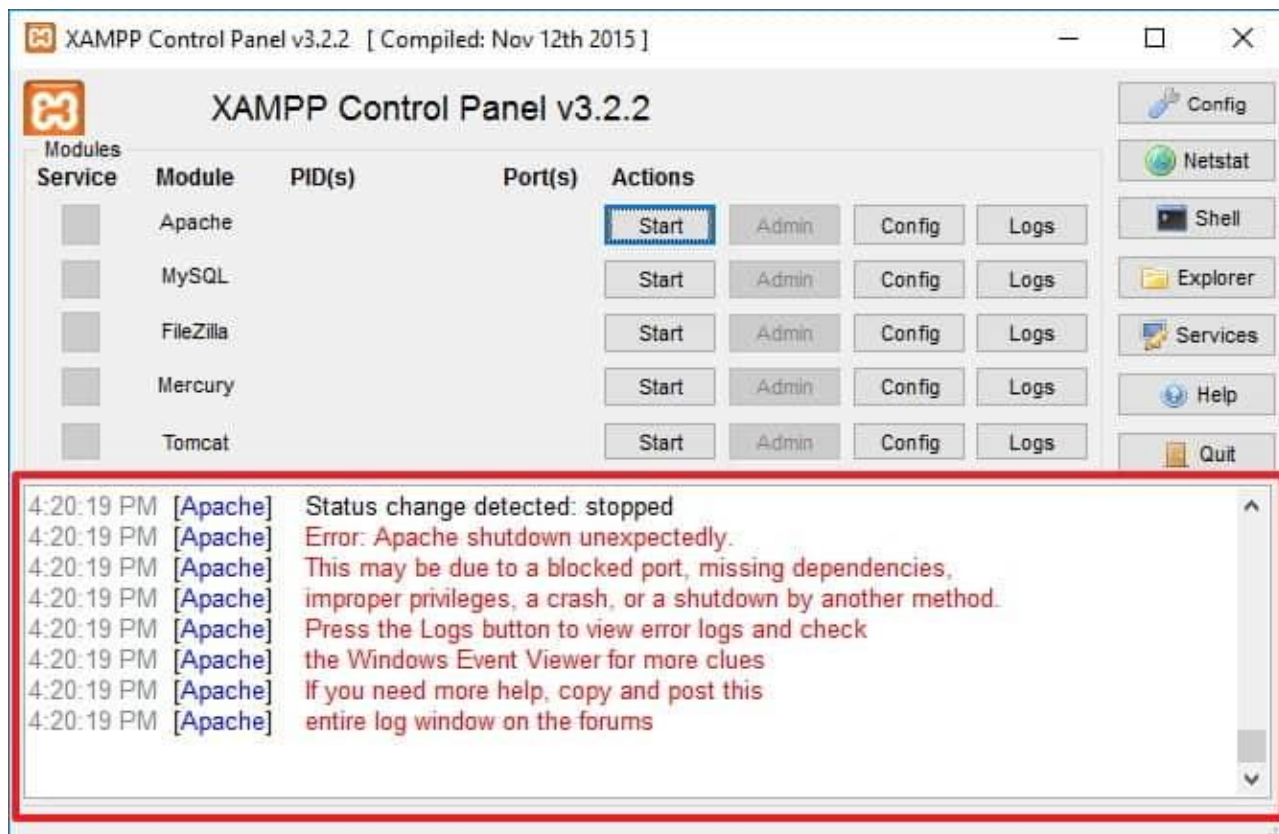 XAMPP Control Panel v3.2.2 [ Compiled: Nov 12th 2015 ]
XAMPP Control Panel v3.2.2
Config
Modules
Service Module PID(s) Port(s) Actions
Netstat
Apache Start Admin Config Logs
Shell
MySQL Start Admin Config Logs
Explorer
FileZilla Start Admin Config Logs
Services
Mercury Start Admin Config Logs
Help
Tomcat Start Admin Config Logs
Quit
4:20:19 PM [Apache] Status change detected: stopped
4:20:19 PM [Apache] Error: Apache shutdown unexpectedly.
4:20:19 PM [Apache] This may be due to a blocked port, missing dependencies,
4:20:19 PM [Apache] improper privileges, a crash, or a shutdown by another method.
4:20:19 PM [Apache] Press the Logs button to view error logs and check
4:20:19 PM [Apache] the Windows Event Viewer for more clues
4:20:19 PM [Apache] If you need more help, copy and post this
4:20:19 PM [Apache] entire log window on the forums